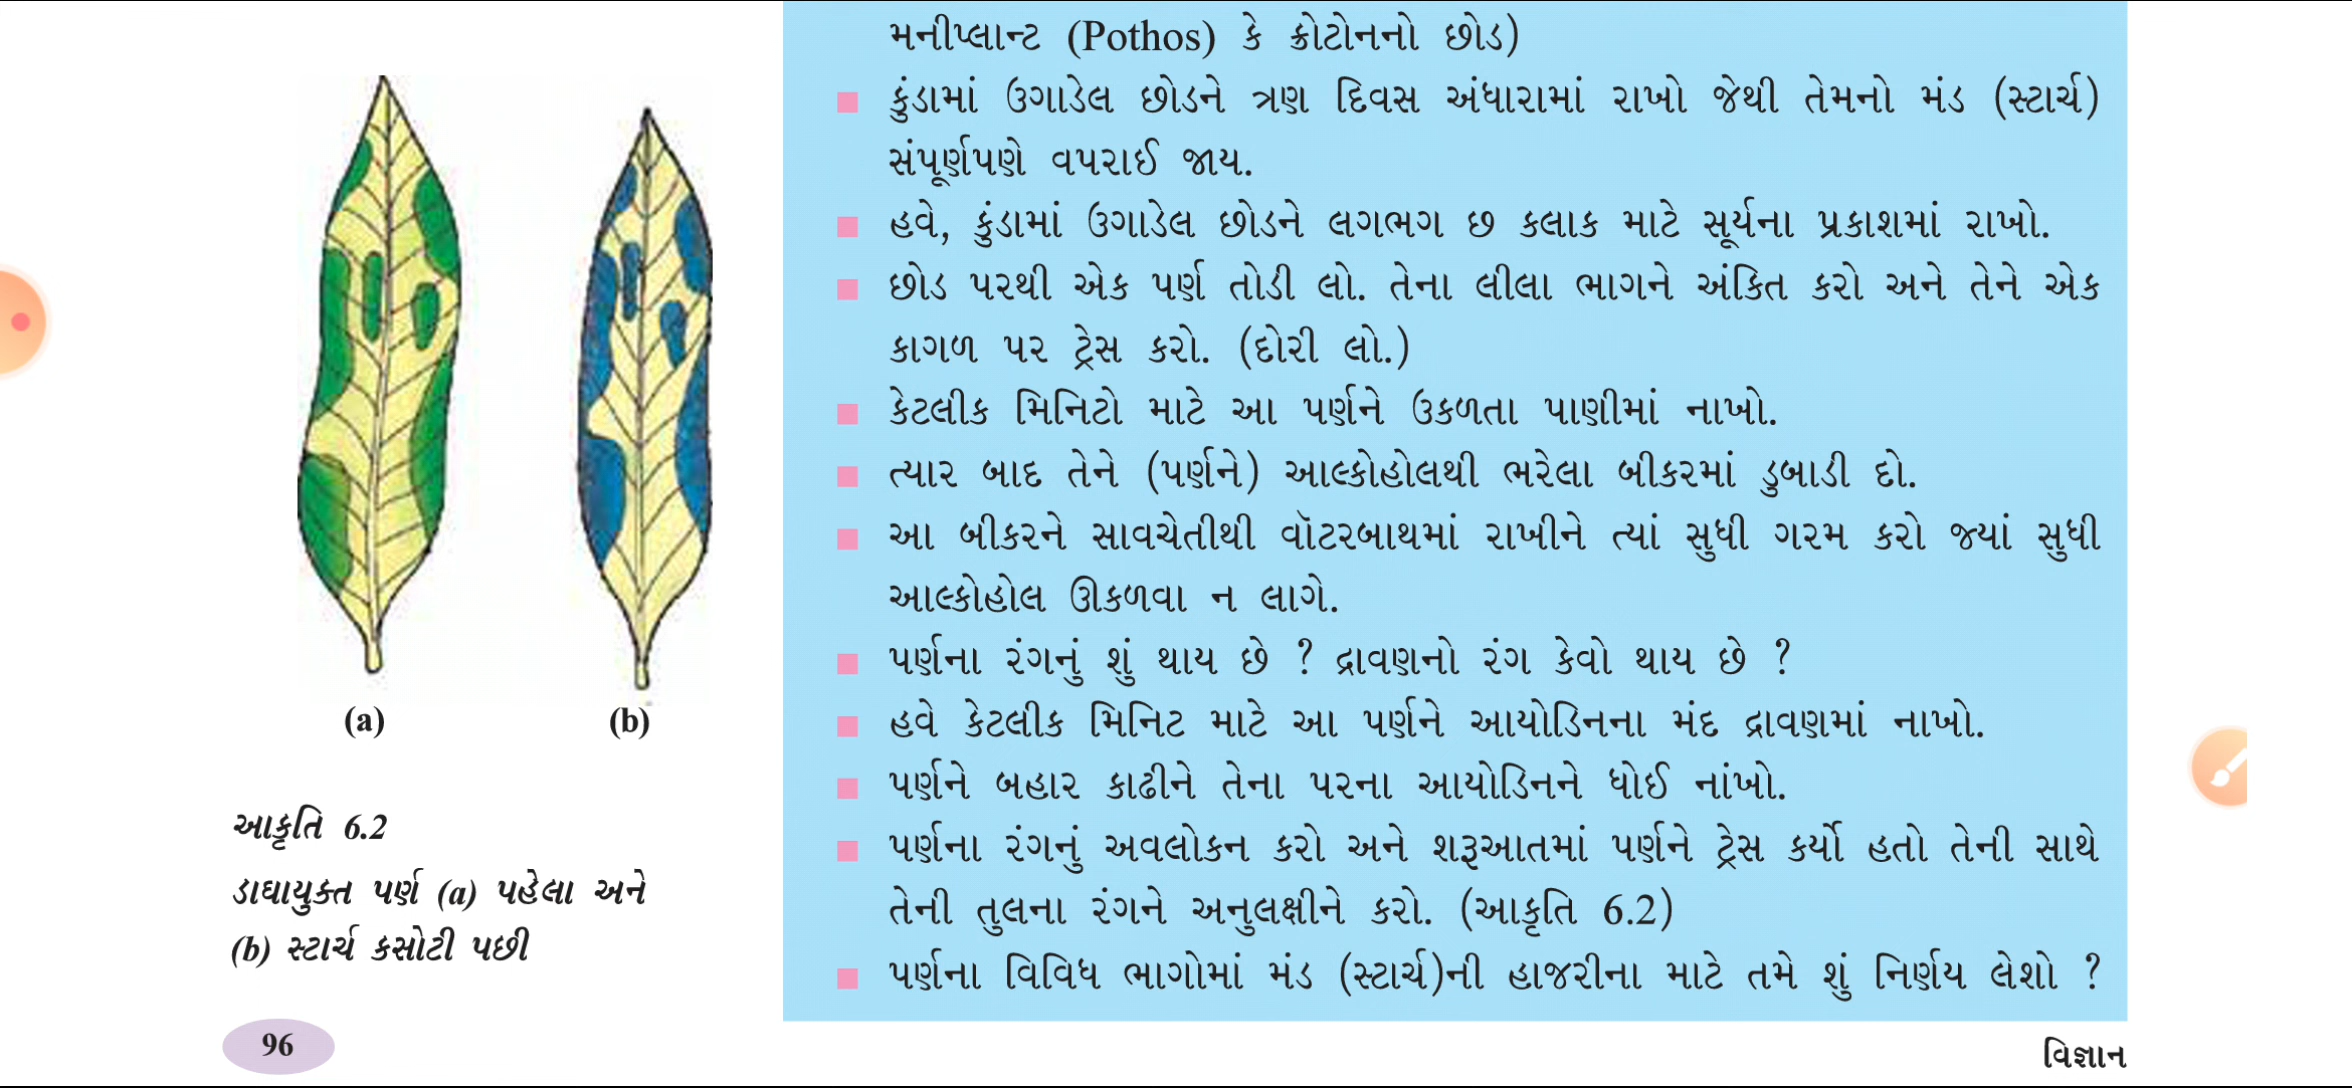 મનીપ્લાન્ટ (Pothos) કે ક્રોટોનનો છોડ)
કુંડામાં ઉગાડેલ છોડને ત્રણ દિવસ અંધારામાં રાખો જેથી તેમનો મંડ (સ્ટાર્ચ)
સંપૂર્ણપણે વપરાઈ જાય.
હવે, કુંડામાં ઉગાડેલ છોડને લગભગ છ કલાક માટે સૂર્યના પ્રકાશમાં રાખો.
છોડ પરથી એક પર્ણ તોડી લો. તેના લીલા ભાગને અંકિત કરો અને તેને એક
કાગળ પર ટ્રેસ કરો. (દોરી લો.)
કેટલીક મિનિટો માટે આ પર્ણને ઉકળતા પાણીમાં નાખો.
ત્યાર બાદ તેને (પર્ણને) આલ્કોહોલથી ભરેલા બીકરમાં ડુબાડી દો.
આ બીકરને સાવચેતીથી વૉટરબાથમાં રાખીને ત્યાં સુધી ગરમ કરો જ્યાં સુધી
આલ્કોહોલ ઊકળવા ન લાગે.
પર્ણના રંગનું શું થાય છે ? દ્રાવણનો રંગ કેવો થાય છે ?
હવે કેટલીક મિનિટ માટે આ પર્ણને આયોડિનના મંદ દ્રાવણમાં નાખો.
પર્ણને બહાર કાઢીને તેના પરના આયોડિનને ધોઈ નાંખો.
પર્ણના રંગનું અવલોકન કરો અને શરૂઆતમાં પર્ણને ટ્રેસ કર્યો હતો તેની સાથે
તેની તુલના રંગને અનુલક્ષીને કરો. (આકૃતિ 6.2)
પર્ણના વિવિધ ભાગોમાં મંડ (સ્ટાર્ચ)ની હાજરીના માટે તમે શું નિર્ણય લેશો ?
(a) (b)
આકૃતિ 6.2
ડાઘાયુક્ત પર્ણ (a) પહેલા અને
(b) સ્ટાર્ચ કસોટી પછી
96
વિજ્ઞાન